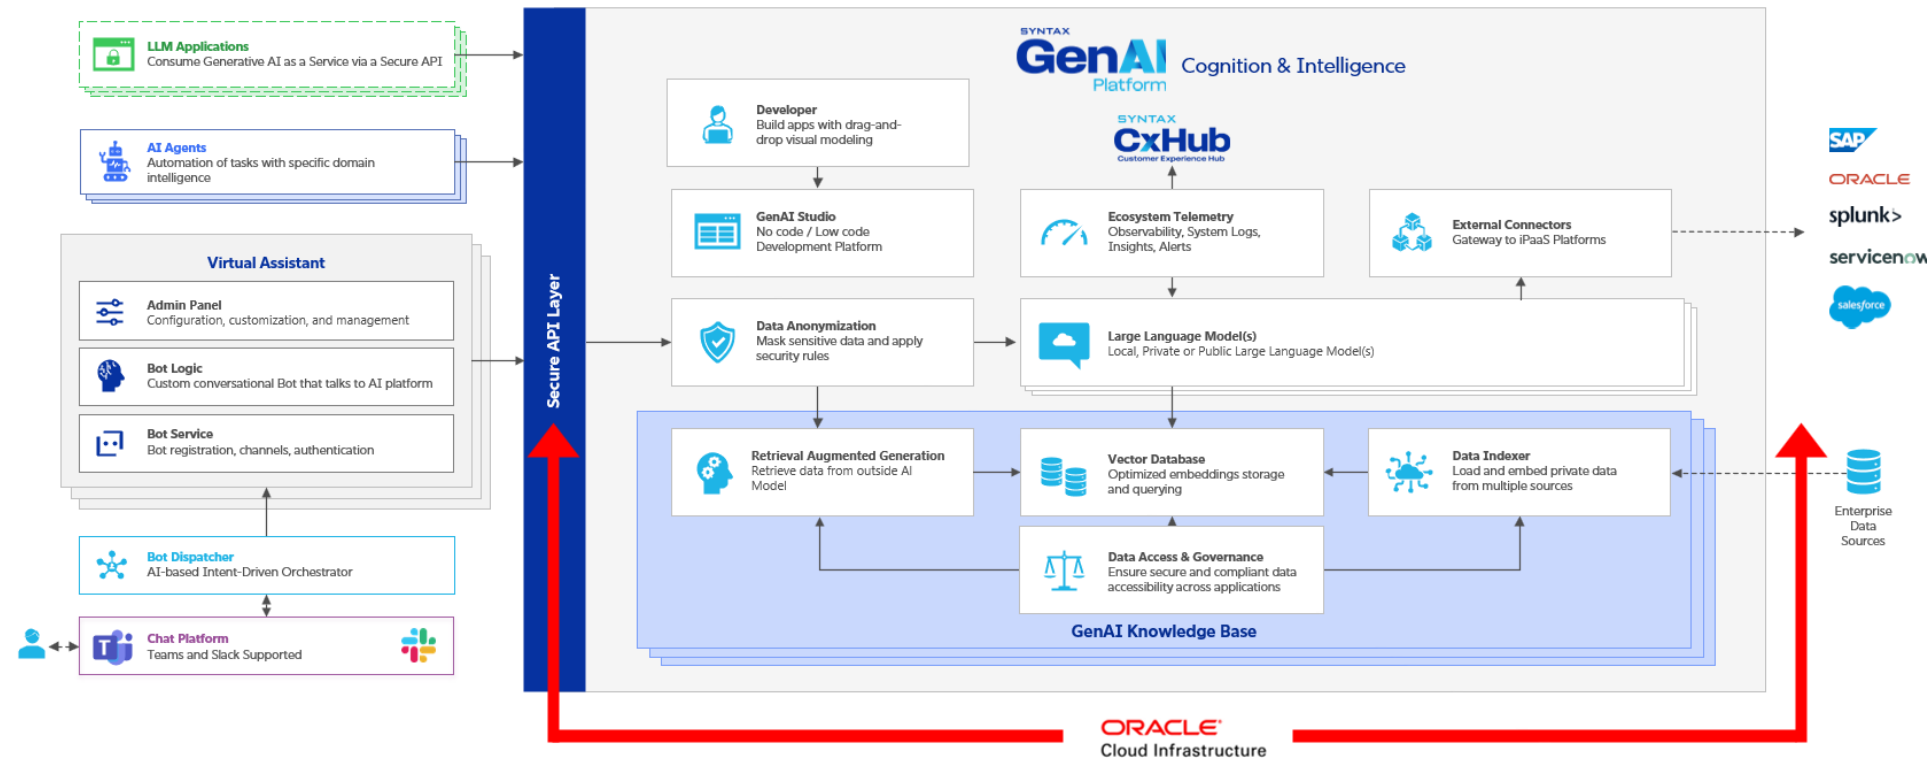 LLM Applications
Consume Generative AI as a Service via a Secure API
AI Agents
Automation of tasks with specific domain
intelligence
Virtual Assistant
Admin Panel
Configuration, customization, and management
Bot Logic
Custom conversational Bot that talks to AI platform
Bot Service
Bot registration, channels, authentication
Bot Dispatcher
AI-based Intent-Driven Orchestrator
Chat Platform
Teams and Slack Supported
T
Secure API Layer
SYNTAX
GenAI
Platform
Cognition & Intelligence
SYNTAX
CxHub
Customer Experience Hub
Developer
Build apps with drag-and-
drop visual modeling
GenAI Studio
No code / Low code
Development Platform
Ecosystem Telemetry
Observability, System Logs,
Insights, Alerts
External Connectors
Gateway to iPaaS Platforms
Data Anonymization
Mask sensitive data and apply
security rules
Large Language Model(s)
Local, Private or Public Large Language Model(s)
Retrieval Augmented Generation
Retrieve data from outside AI
Model
Vector Database
Optimized embeddings storage
and querying
Data Indexer
Load and embed private data
from multiple sources
Data Access & Governance
Ensure secure and compliant data
accessibility across applications
GenAI Knowledge Base
SAP
ORACLE
splunk>
servicenow
salesforce
Enterprise
Data
Sources
ORACLE
Cloud Infrastructure